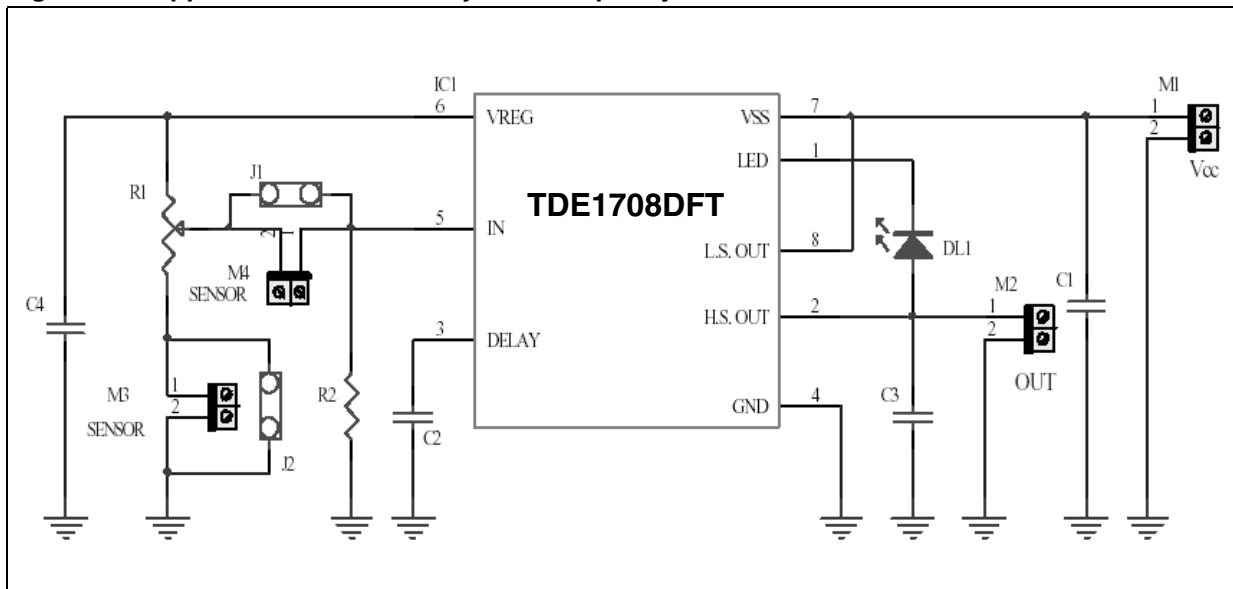 IC1
6
VREG
VSS
7
M1
1
2
Vcc
LED
1
J1
R1
TDE1708DFT
5
IN
2
1
L.S. OUT
8
DL1
M4
SENSOR
C4
M2
C1
1
2
H.S. OUT
2
3
DELAY
OUT
M3
1
2
SENSOR
R2
C2
J2
C3
GND
4